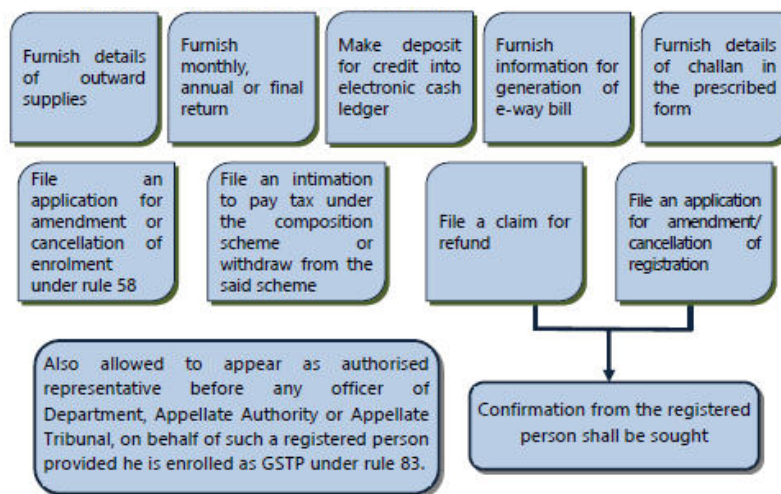 Furnish details
of outward
supplies
Furnish
monthly,
annual or final
return
Make deposit
for credit into
electronic cash
ledger
Furnish
information for
generation of
e-way bill
Furnish details
of challan in
the prescribed
form
File an
application for
amendment or
cancellation of
enrolment
under rule 58
File an intimation
to pay tax under
the composition
scheme or
withdraw from the
said scheme
File a claim for
refund
File an application
for amendment/
cancellation of
registration
Also allowed to appear as authorised
representative before any officer of
Department, Appellate Authority or Appellate
Tribunal, on behalf of such a registered person
provided he is enrolled as GSTP under rule 83.
Confirmation from the registered
person shall be sought